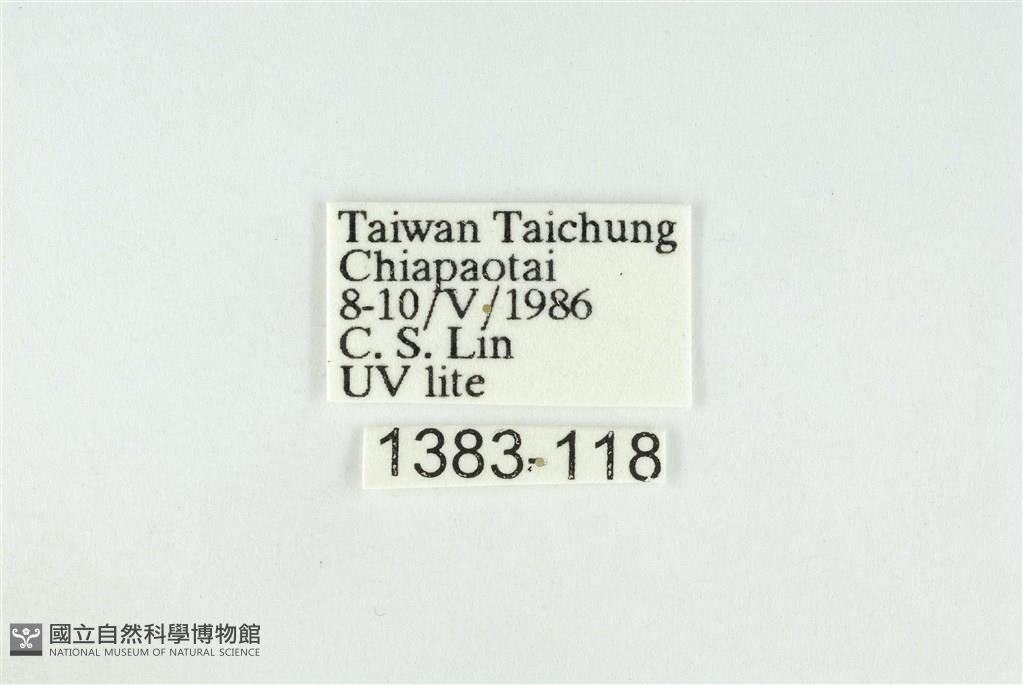 Taiwan Taichung
Chiapaotai
8-10/V/1986
C. S. Lin
UV lite
1383-118
國立自然科學博物館
NATIONAL MUSEUM OF NATURAL SCIENCE